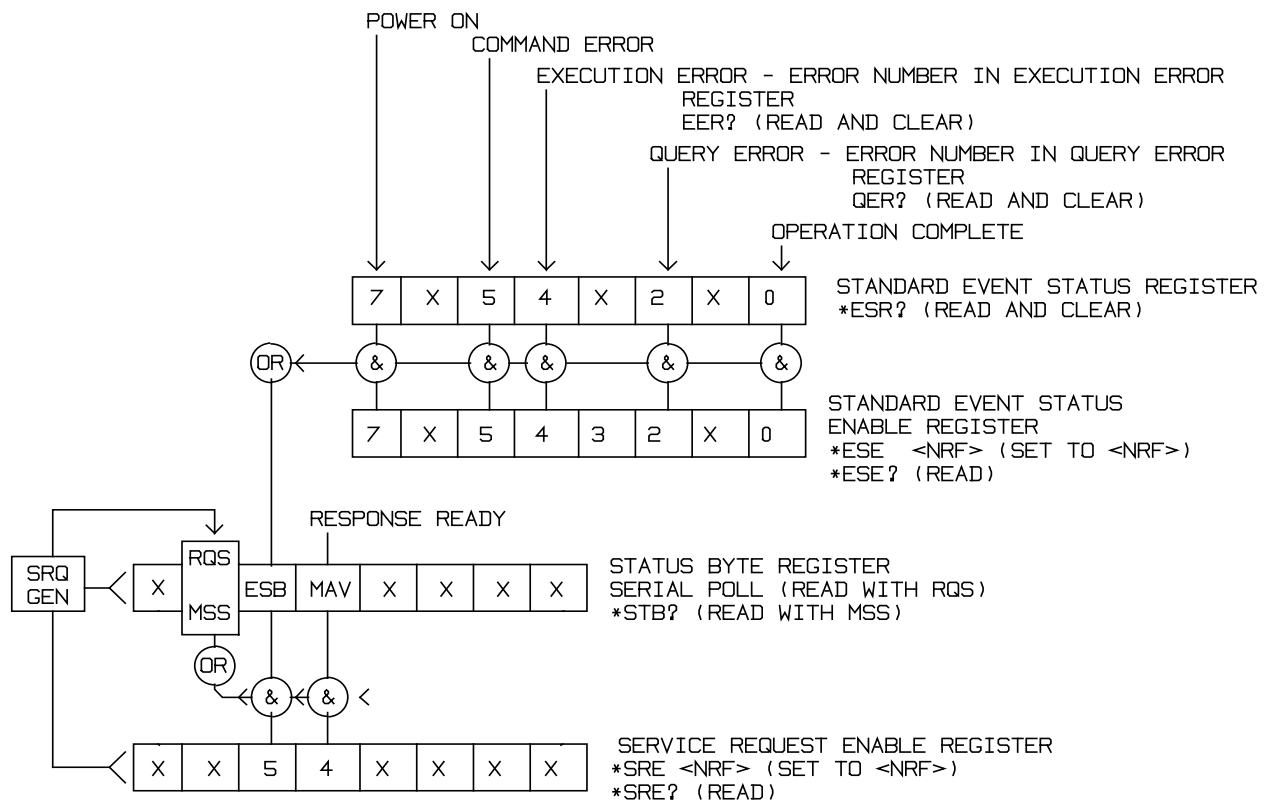 POWER ON
COMMAND ERROR
EXECUTION ERROR - ERROR NUMBER IN EXECUTION ERROR
REGISTER
EER? (READ AND CLEAR)
QUERY ERROR - ERROR NUMBER IN QUERY ERROR
REGISTER
QER? (READ AND CLEAR)
OPERATION COMPLETE
7 X 5 4 X 2 X 0
STANDARD EVENT STATUS REGISTER
*ESR? (READ AND CLEAR)
OR & & & & &
7 X 5 4 3 2 X 0
STANDARD EVENT STATUS
ENABLE REGISTER
*ESE <NRF> (SET TO <NRF>)
*ESE? (READ)
RESPONSE READY
SRQ
GEN
X RQS MSS ESB MAV X X X X
STATUS BYTE REGISTER
SERIAL POLL (READ WITH RQS)
*STB? (READ WITH MSS)
OR
& &
X X 5 4 X X X X
SERVICE REQUEST ENABLE REGISTER
*SRE <NRF> (SET TO <NRF>)
*SRE? (READ)